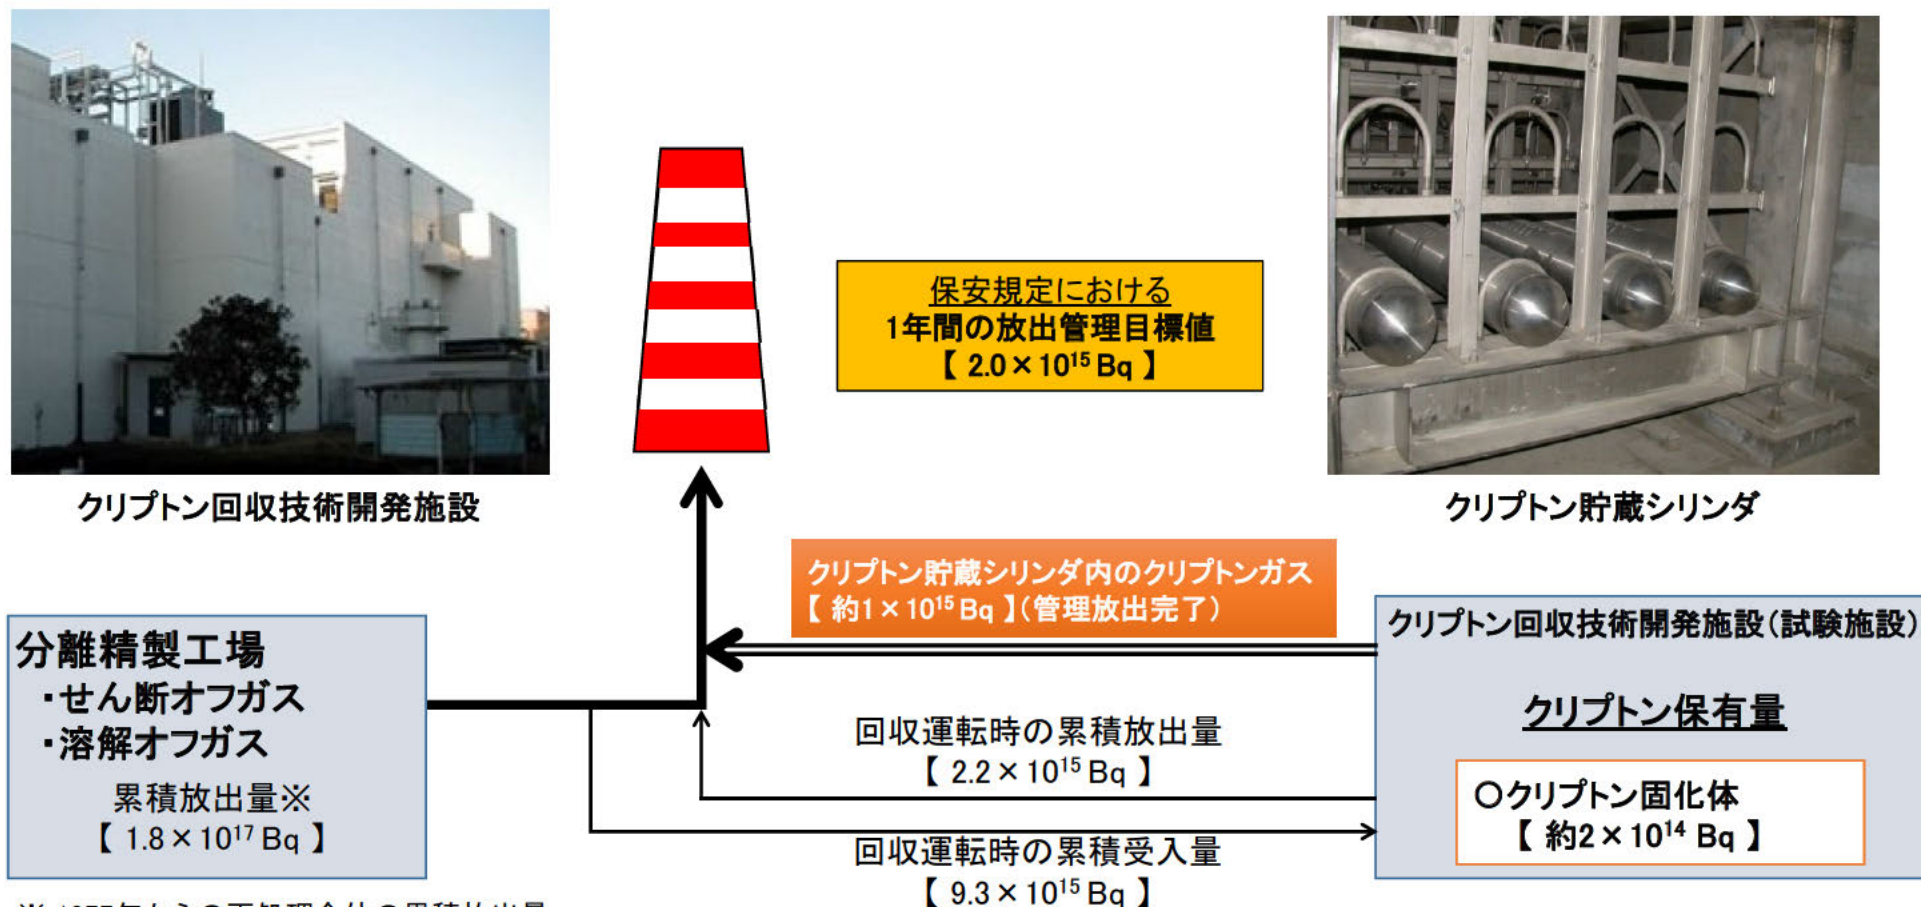 クリプトン回収技術開発施設
保安規定における
1年間の放出管理目標値
【 2.0×10¹⁵ Bq 】
クリプトン貯蔵シリンダ
クリプトン貯蔵シリンダ内のクリプトンガス
【 約1×10¹⁵ Bq 】(管理放出完了)
分離精製工場
・せん断オフガス
・溶解オフガス
累積放出量※
【 1.8×10¹⁷ Bq 】
回収運転時の累積放出量
【 2.2×10¹⁵ Bq 】
回収運転時の累積受入量
【 9.3×10¹⁵ Bq 】
クリプトン回収技術開発施設(試験施設)
クリプトン保有量
○クリプトン固化体
【 約2×10¹⁴ Bq 】